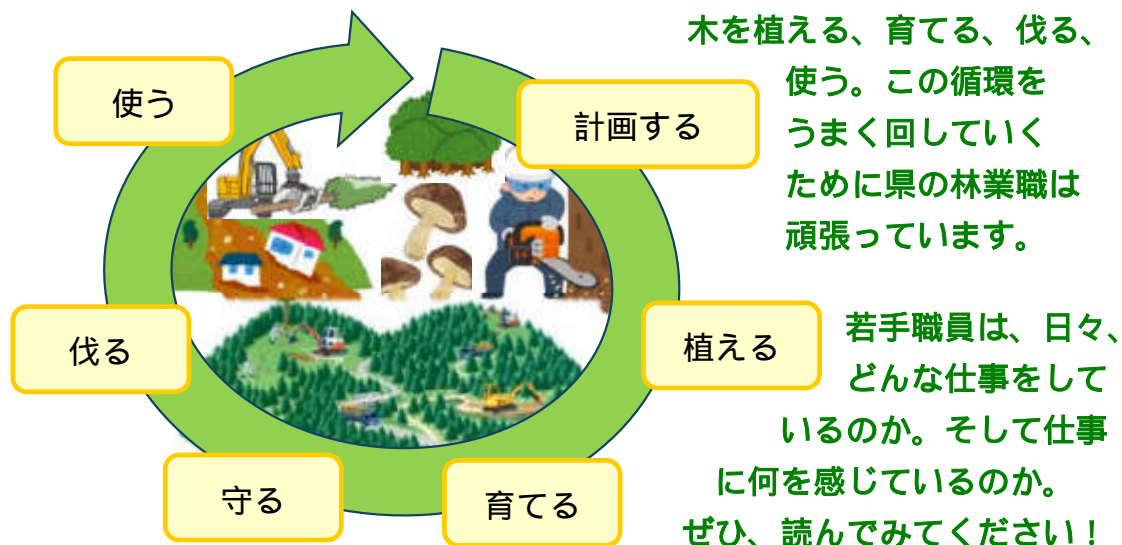 木を植える、育てる、伐る、
使う。この循環を
うまく回していく
ために県の林業職は
頑張っています。
使う
計画する
伐る
植える
守る
育てる
若手職員は、日々、
どんな仕事をして
いるのか。そして仕事
に何を感じているのか。
ぜひ、読んでみてください！